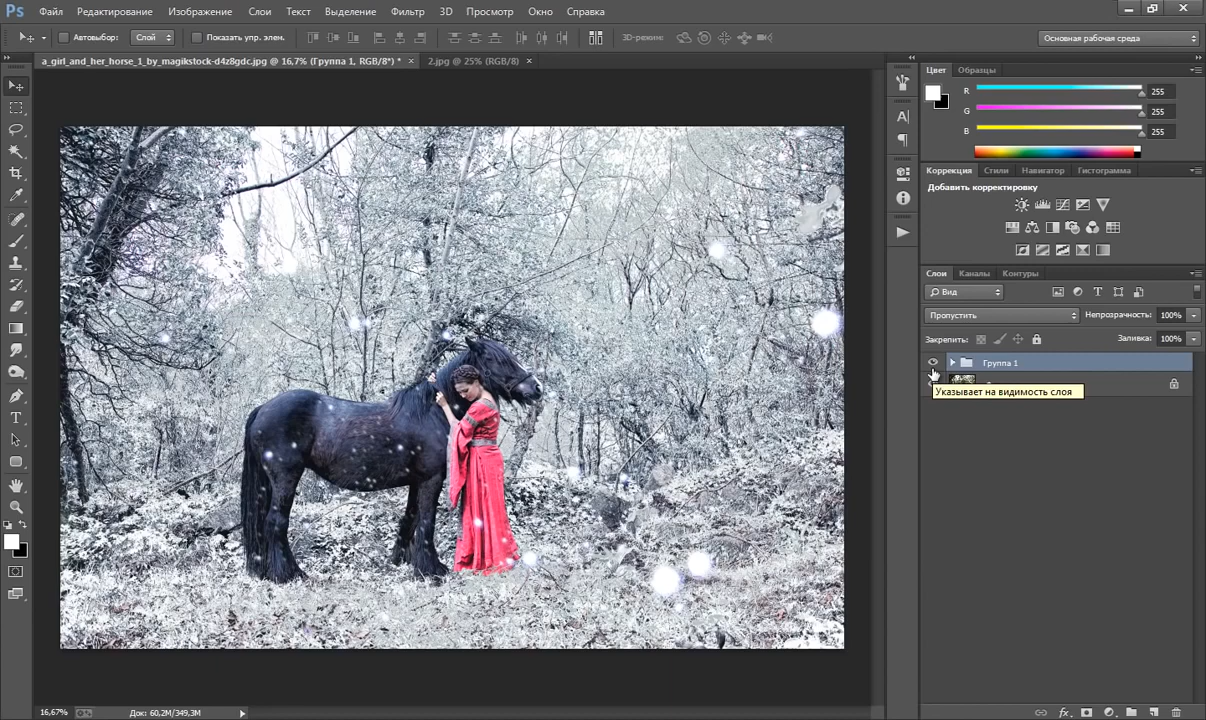 Ps Файл Редактирование Изображение Слои Текст Выделение Фильтр 3D Просмотр Окно Справка
Автовыбор: Слой Показать упр. элем. 3D-режим: Основная рабочая среда
a_girl_and_her_horse_1_by_magikstock-d4z8gdc.jpg @ 16,7% (Группа 1, RGB/8*) * × 2.jpg @ 25% (RGB/8) ×
Цвет Образцы
R 255
G 255
B 255
Коррекция Стили Навигатор Гистограмма
Добавить корректировку
Слои Каналы Контуры
Вид
Пропустить Непрозрачность: 100%
Закрепить: Заливка: 100%
Группа 1
Указывает на видимость слоя
16,67% Док: 60,2M/349,3M